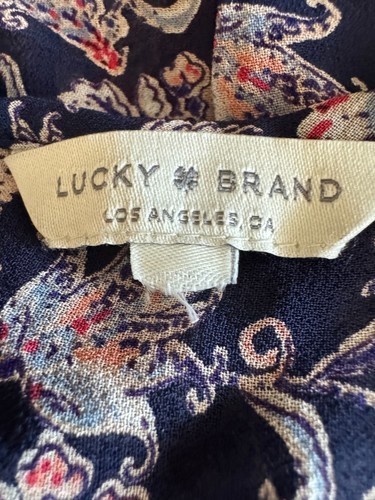 LUCKY BRAND
LOS ANGELES, CA